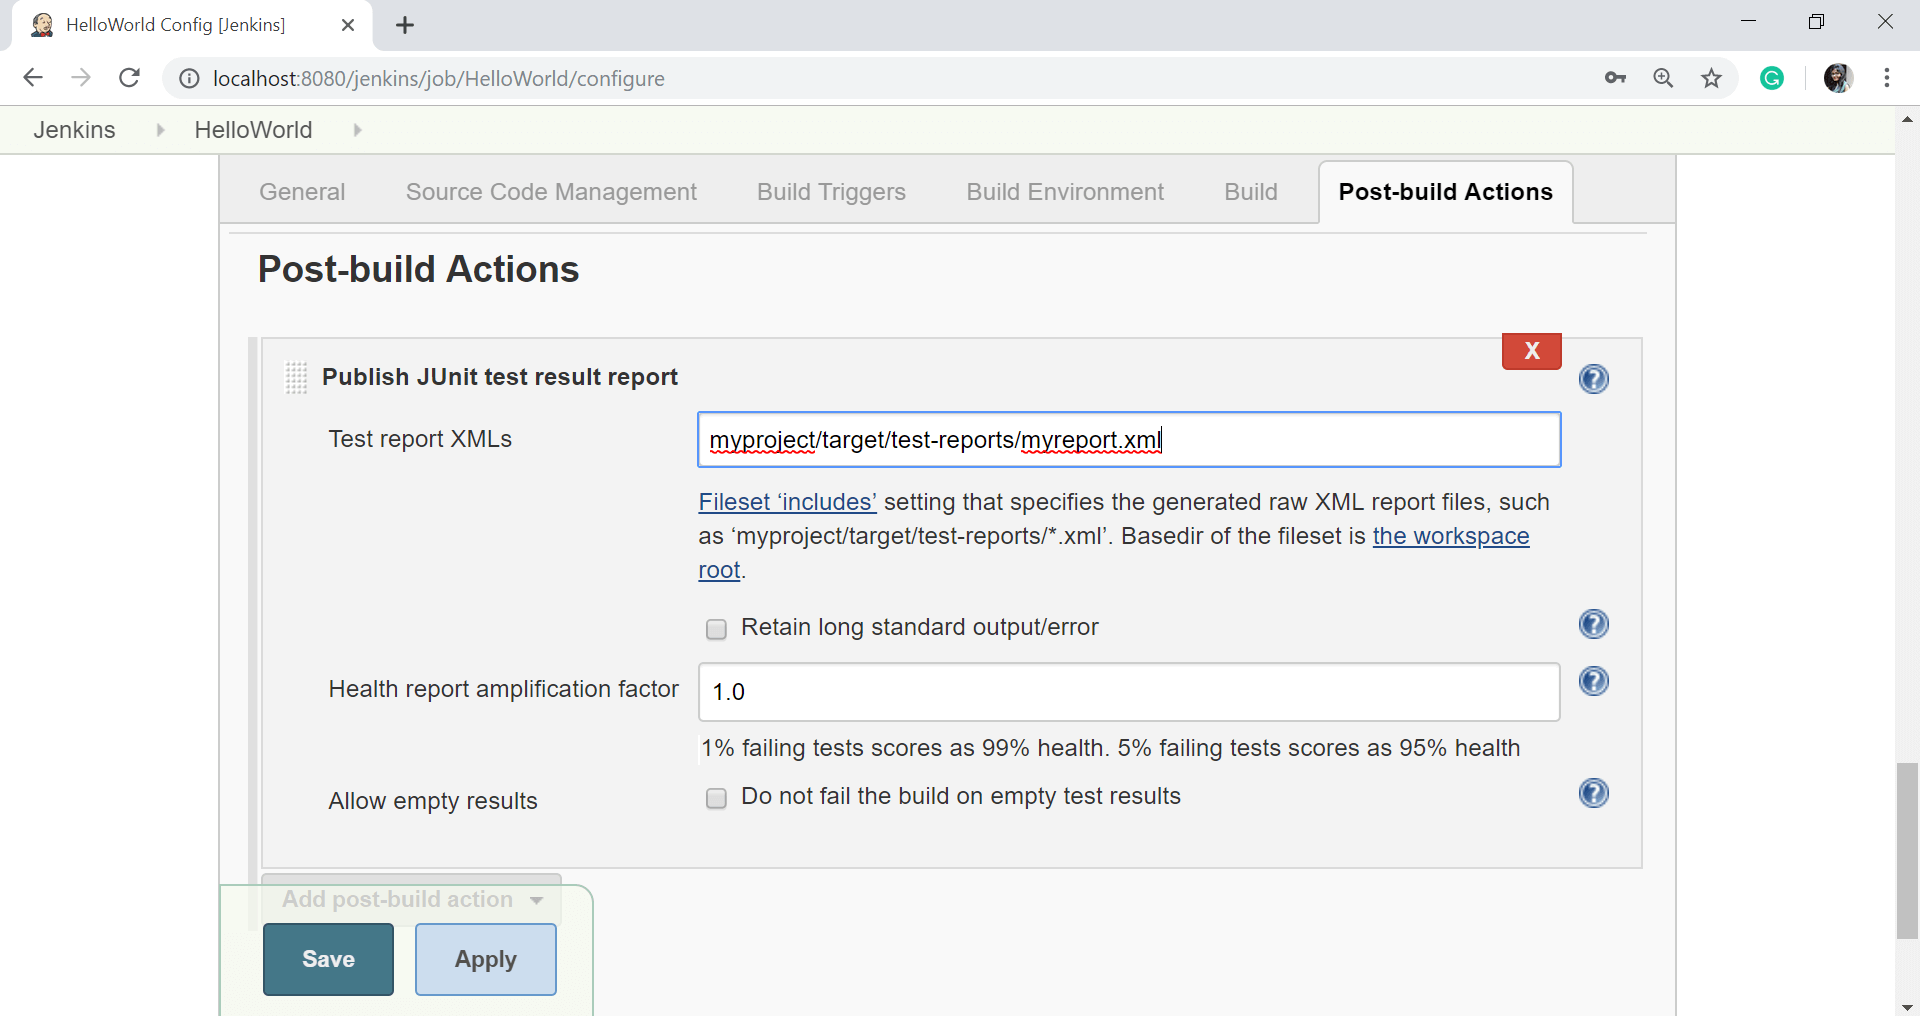 HelloWorld Config [Jenkins]
localhost:8080/jenkins/job/HelloWorld/configure
Jenkins HelloWorld
General Source Code Management Build Triggers Build Environment Build Post-build Actions
Post-build Actions
X
Publish JUnit test result report
Test report XMLs myproject/target/test-reports/myreport.xml
Fileset ‘includes’ setting that specifies the generated raw XML report files, such
as ‘myproject/target/test-reports/*.xml’. Basedir of the fileset is the workspace
root.
Retain long standard output/error
Health report amplification factor 1.0
1% failing tests scores as 99% health. 5% failing tests scores as 95% health
Allow empty results Do not fail the build on empty test results
Add post-build action
Save Apply